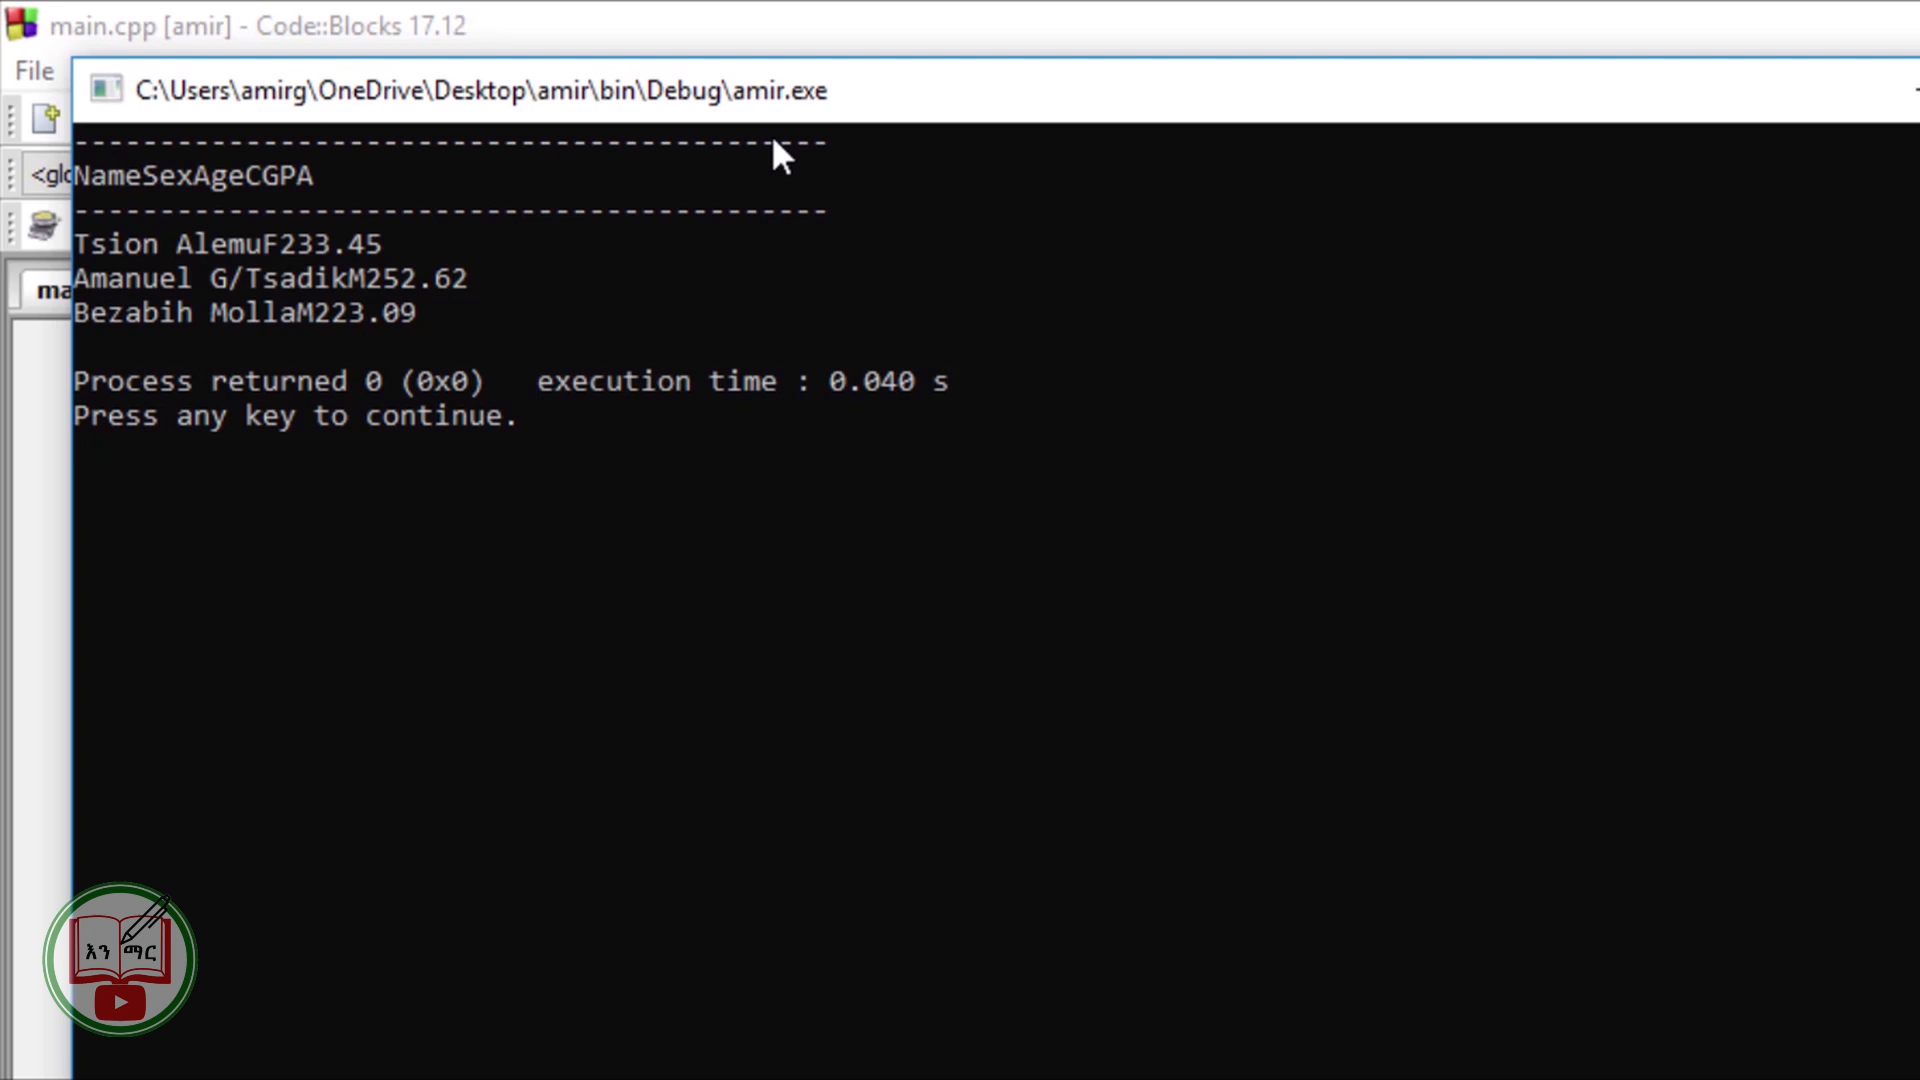 main.cpp [amir] - Code::Blocks 17.12
File
C:\Users\amirg\OneDrive\Desktop\amir\bin\Debug\amir.exe
--------------------------------------------
<glo
NameSexAgeCGPA
--------------------------------------------
Tsion AlemuF233.45
Amanuel G/TsadikM252.62
ma
Bezabih MollaM223.09
Process returned 0 (0x0)   execution time : 0.040 s
Press any key to continue.
እን ማር